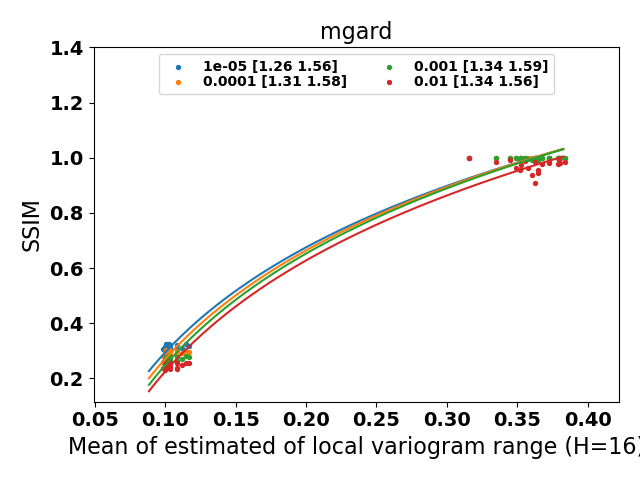 mgard
1e-05 [1.26 1.56]
0.0001 [1.31 1.58]
0.001 [1.34 1.59]
0.01 [1.34 1.56]
SSIM
1.4
1.2
1.0
0.8
0.6
0.4
0.2
0.05 0.10 0.15 0.20 0.25 0.30 0.35 0.40
Mean of estimated of local variogram range (H=16)